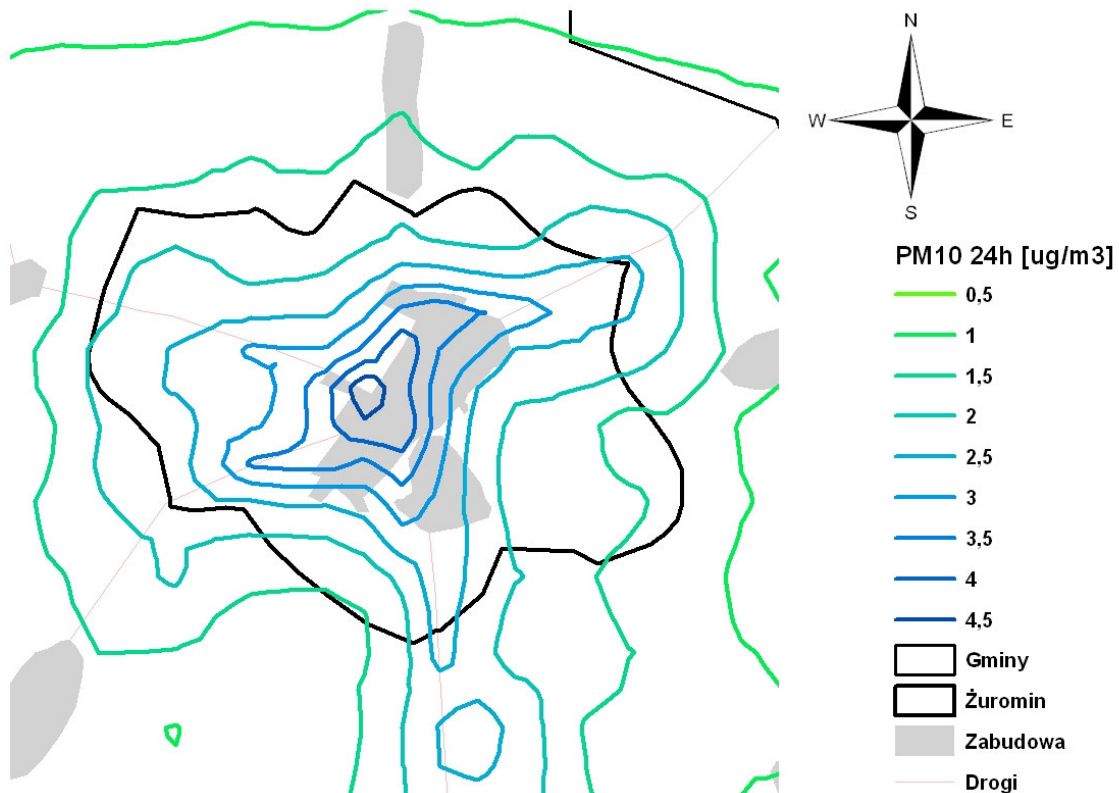 N
W E
S
PM10 24h [ug/m3]
0,5
1
1,5
2
2,5
3
3,5
4
4,5
Gminy
Żuromin
Zabudowa
Drogi